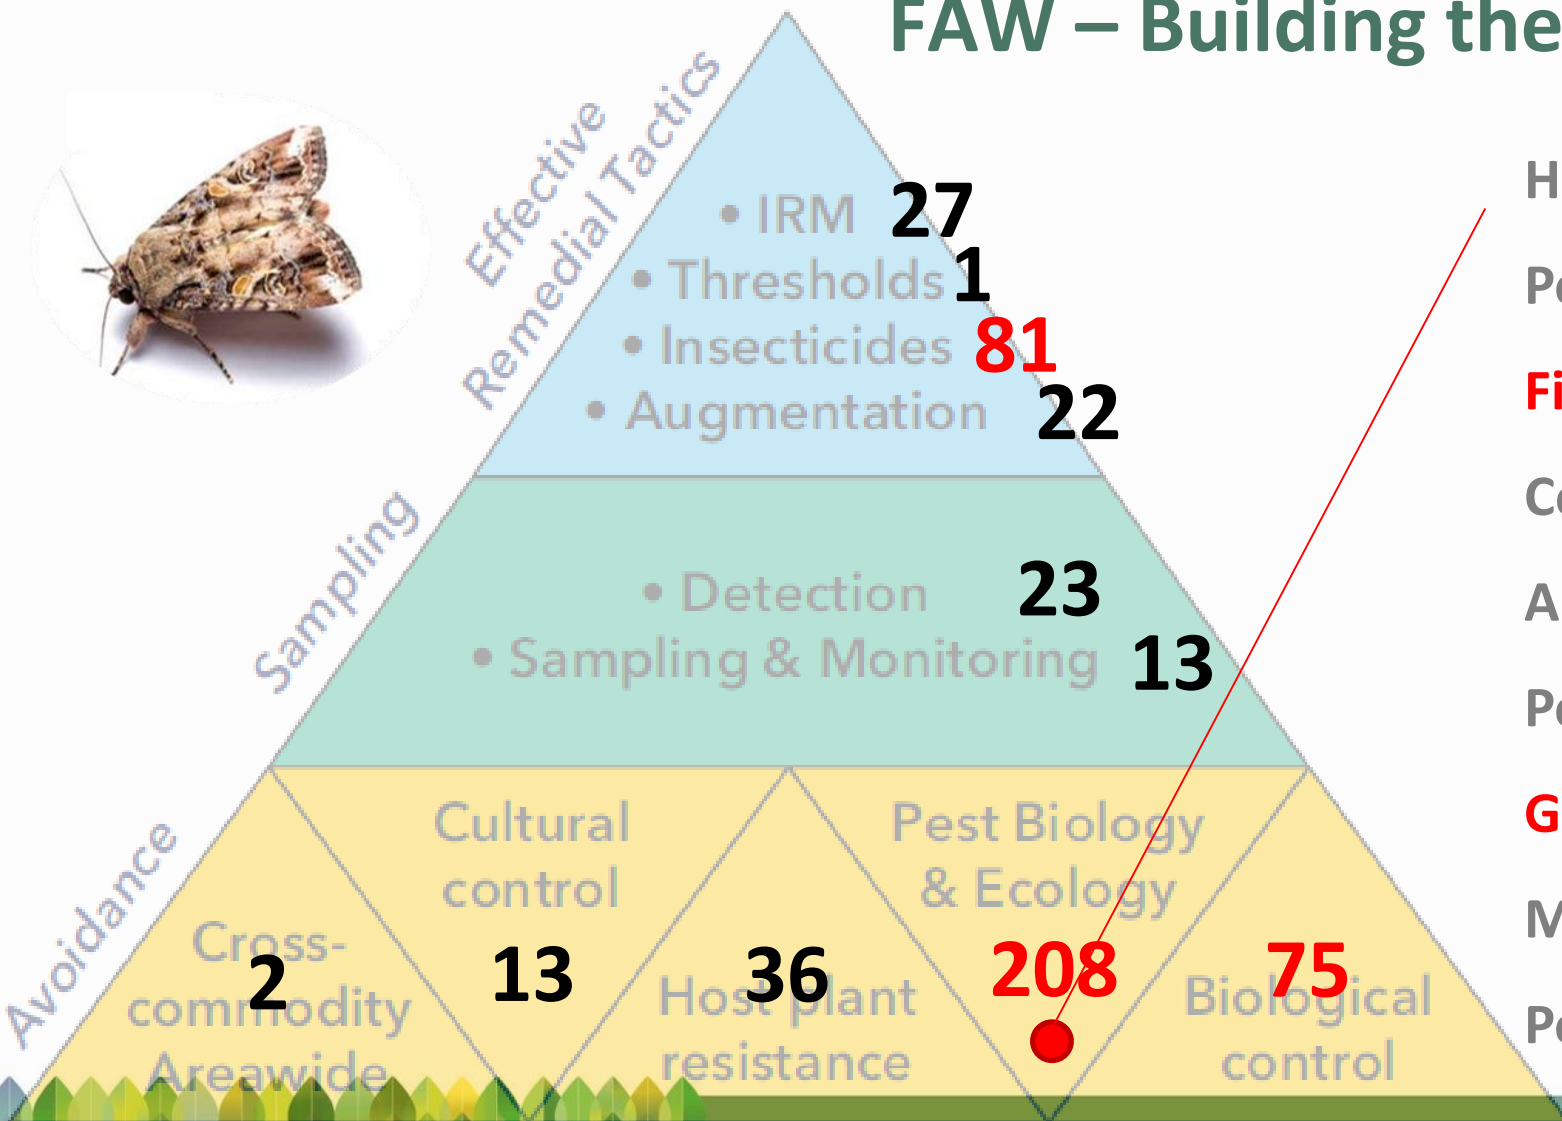 FAW – Building the
Effective
Remedial Tactics
• IRM 27
• Thresholds 1
• Insecticides 81
• Augmentation 22
Sampling
• Detection 23
• Sampling & Monitoring 13
Avoidance
Cross-
commodity
Areawide
2
Cultural
control
13
Host plant
resistance
36
Pest Biology
& Ecology
208
Biological
control
75